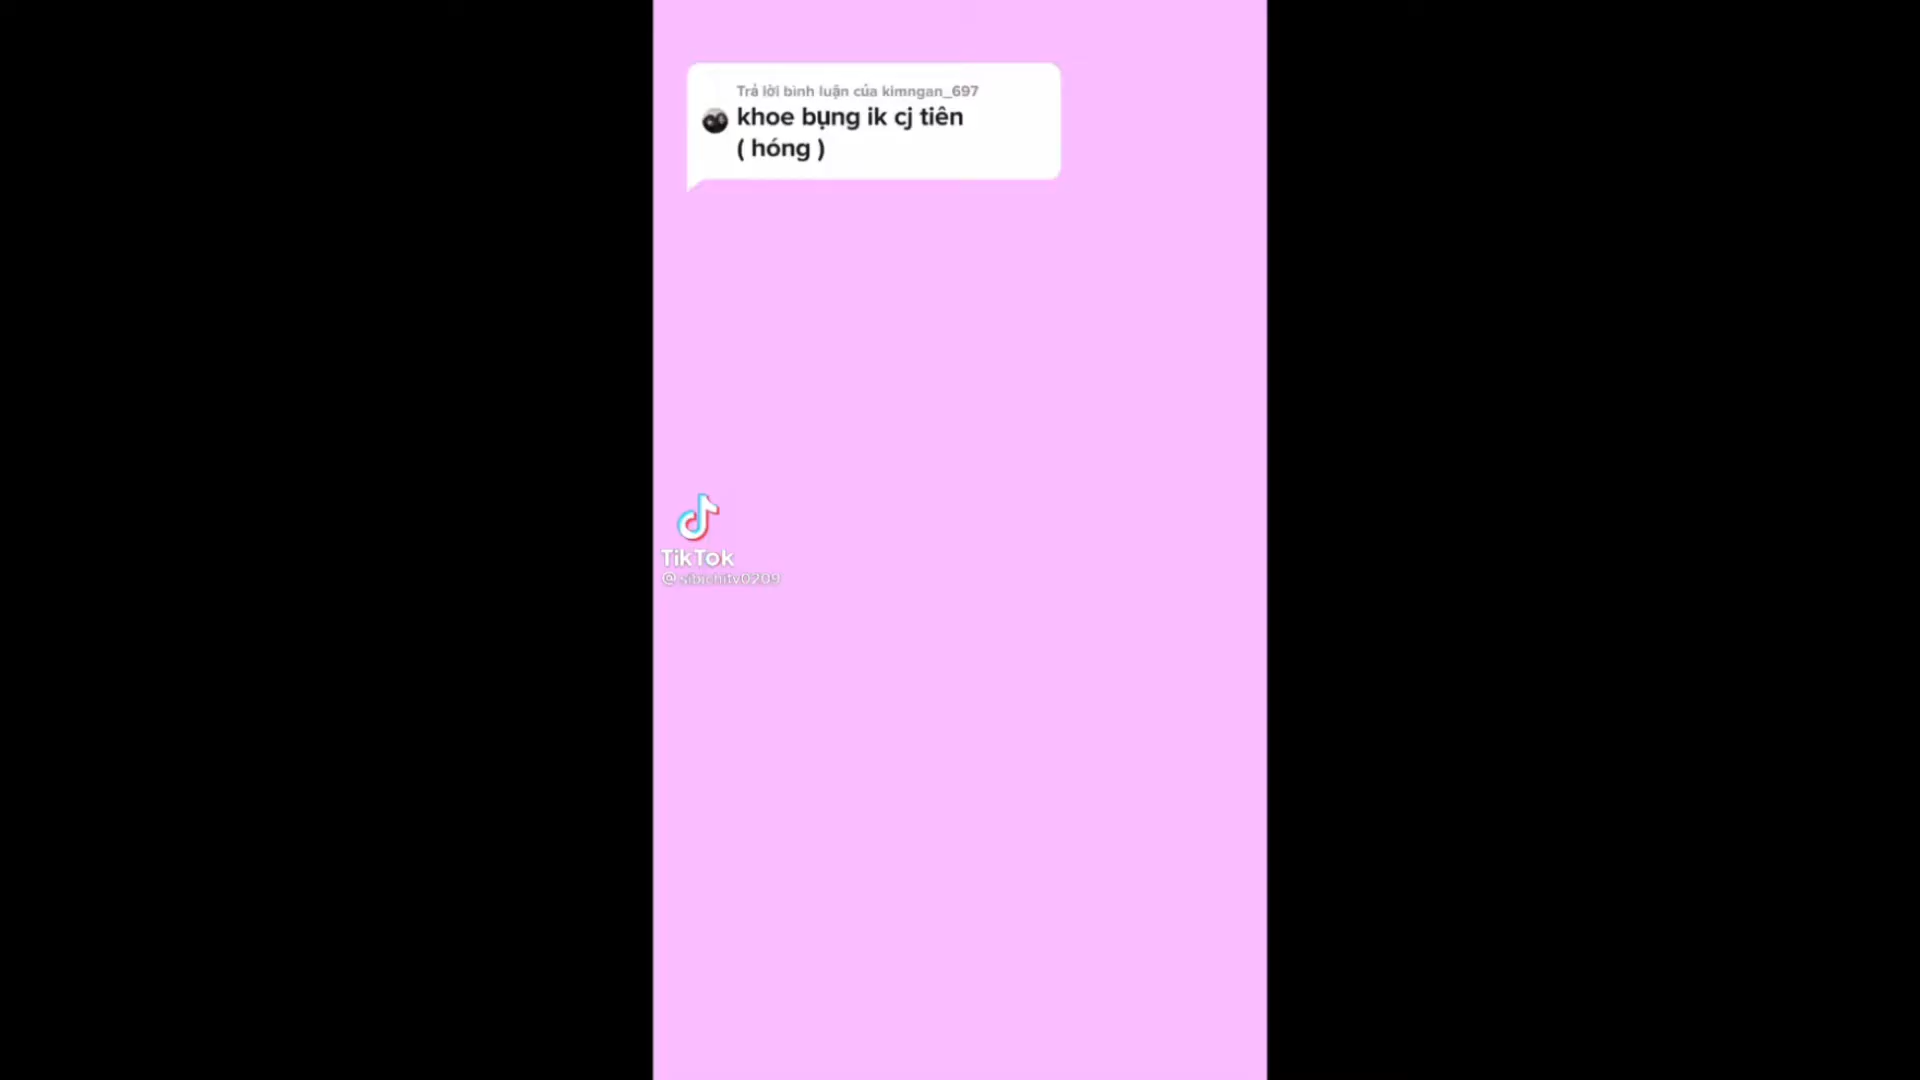 Trả lời bình luận của kimngan_697
khoe bụng ik cj tiên
( hóng )
TikTok